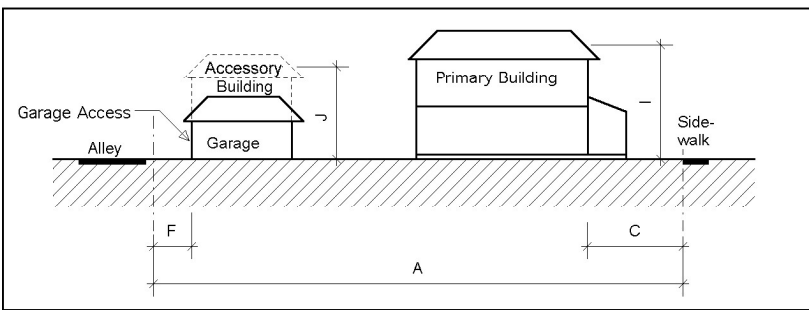 Accessory
Building
Primary Building
I
J
Garage Access
Garage
Alley
Side-
walk
F
C
A